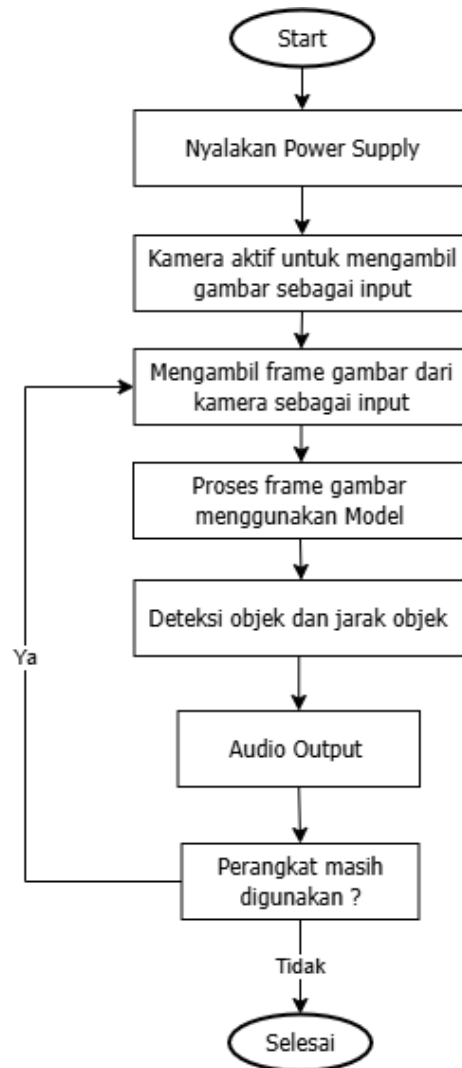 Start
Nyalakan Power Supply
Kamera aktif untuk mengambil
gambar sebagai input
Mengambil frame gambar dari
kamera sebagai input
Proses frame gambar
menggunakan Model
Deteksi objek dan jarak objek
Ya
Audio Output
Perangkat masih
digunakan ?
Tidak
Selesai